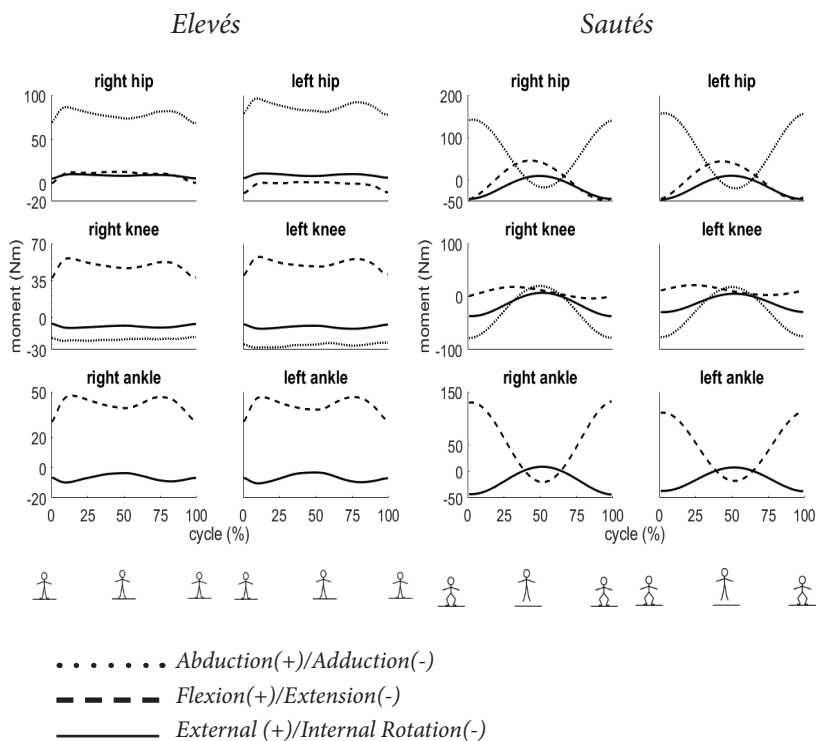 Elevés Sautés
right hip left hip right hip left hip
100 200
50 100
0 0
-20 -50
right knee left knee right knee left knee
70 100
35 0
0 -100
-30
moment (Nm) moment (Nm)
right ankle left ankle right ankle left ankle
50 150
20 50
0 0
-20 -50
0 25 50 75 100 0 25 50 75 100 0 25 50 75 100 0 25 50 75 100
cycle (%) cycle (%)
Abduction(+)/Adduction(-)
Flexion(+)/Extension(-)
External (+)/Internal Rotation(-)